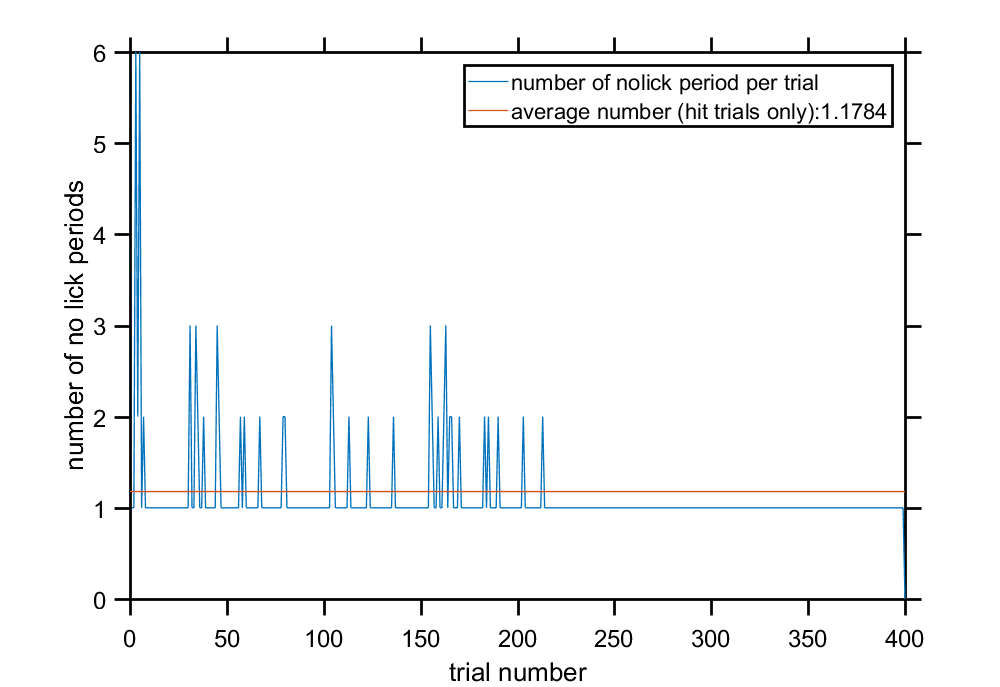 6
5
4
3
2
1
0
number of no lick periods
number of nolick period per trial
average number (hit trials only):1.1784
0 50 100 150 200 250 300 350 400
trial number